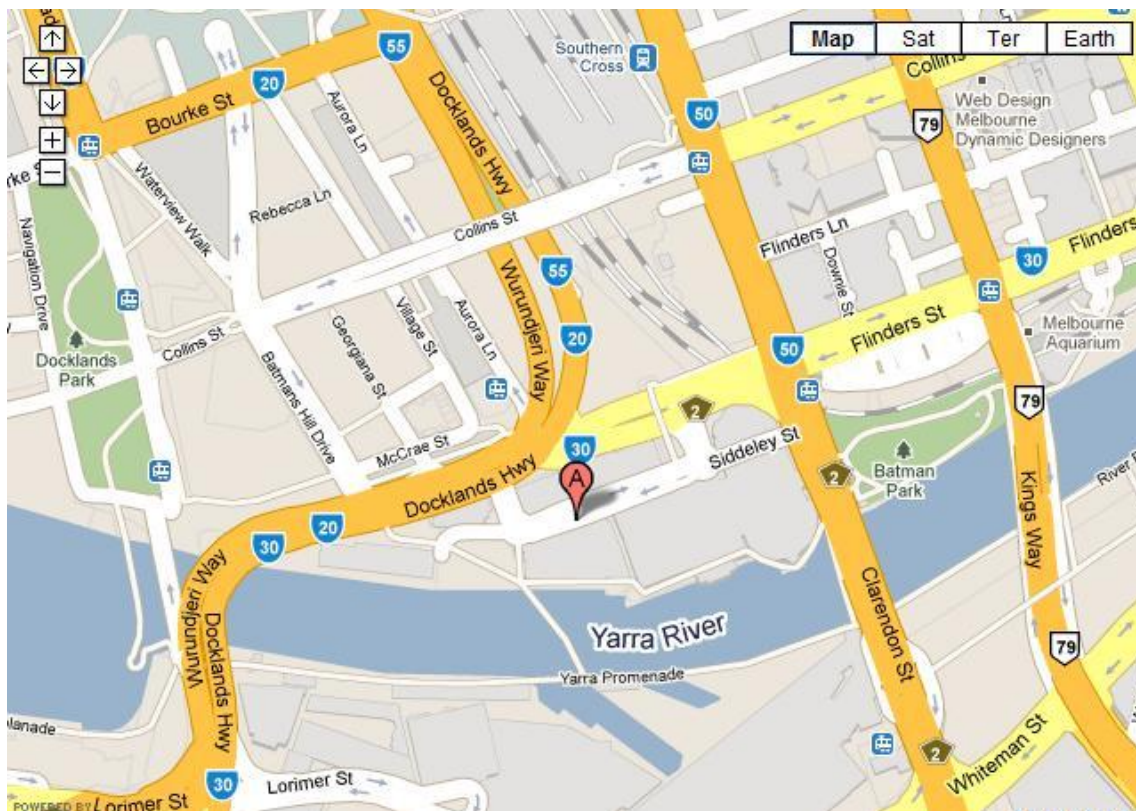 55
Southern
Cross
Map
Sat
Ter
Earth
20
Bourke St
Aurora Ln
Docklands Hwy
50
Collins
79
Web Design
Melbourne
Dynamic Designers
Waterview Walk
Rebecca Ln
Collins St
Navigation Drive
Flinders Ln
Downie St
Flinders
30
55
Wurundjeri Way
Collins St
Batmans Hill Drive
Georgiana St
Village St
Aurora Ln
20
50
Flinders St
Melbourne
Aquarium
Docklands
Park
79
2
McCrae St
30
Siddeley St
A
2
Batman
Park
Kings Way
Docklands Hwy
20
30
Wurundjeri Way
Docklands Hwy
Clarendon St
Yarra River
79
Yarra Promenade
2
Whiteman St
30
Lorimer St
POWERED BY
Lorimer St